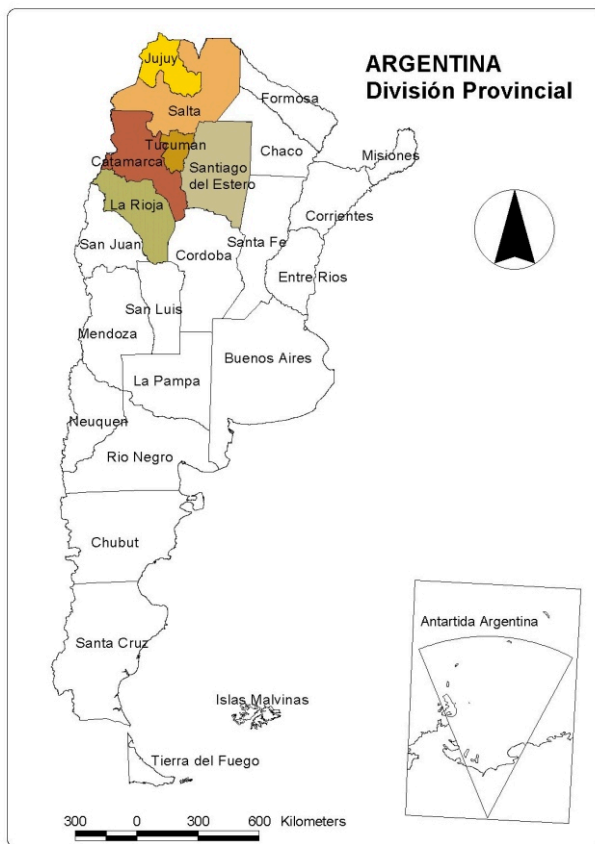 ARGENTINA
División Provincial
Jujuy
Formosa
Salta
Tucuman
Chaco
Misiones
Catamarca
Santiago
del Estero
La Rioja
Corrientes
San Juan
Santa Fe
Cordoba
Entre Rios
San Luis
Mendoza
Buenos Aires
La Pampa
Neuquen
Rio Negro
Chubut
Antartida Argentina
Santa Cruz
Islas Malvinas
Tierra del Fuego
300 0 300 600 Kilometers